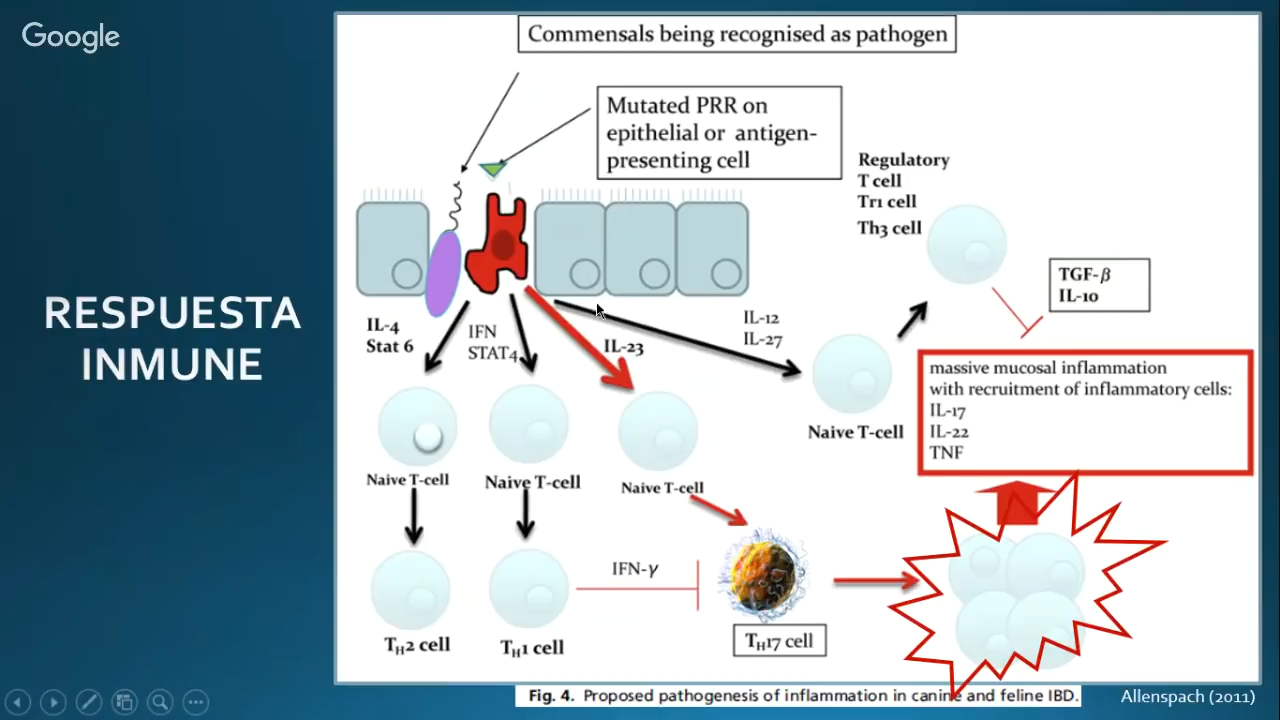 Google
Commensals being recognised as pathogen
Mutated PRR on
epithelial or antigen-
presenting cell
Regulatory
T cell
Tr1 cell
Th3 cell
TGF-β
IL-10
RESPUESTA
INMUNE
IL-4
Stat 6
IFN
STAT4
IL-23
IL-12
IL-27
massive mucosal inflammation
with recruitment of inflammatory cells:
IL-17
IL-22
TNF
Naive T-cell
Naive T-cell
Naive T-cell
Naive T-cell
IFN-γ
TH2 cell
TH1 cell
TH17 cell
Fig. 4. Proposed pathogenesis of inflammation in canine and feline IBD.
Allenspach (2011)